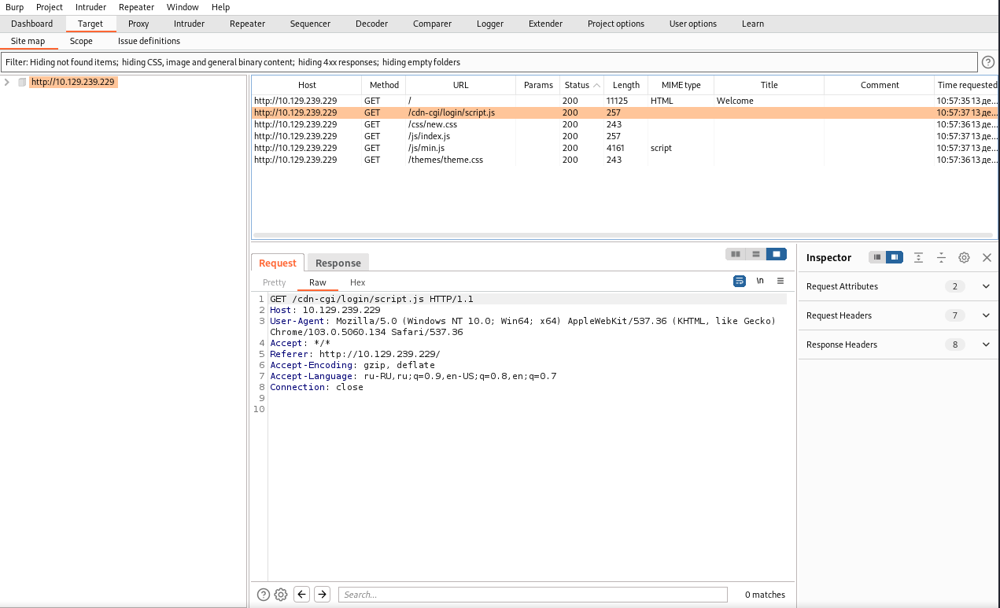 Burp Project Intruder Repeater Window Help
Dashboard Target Proxy Intruder Repeater Sequencer Decoder Comparer Logger Extender Project options User options Learn
Site map Scope Issue definitions
Filter: Hiding not found items; hiding CSS, image and general binary content; hiding 4xx responses; hiding empty folders
http://10.129.239.229
Host Method URL Params Status Length MIME type Title Comment Time requested
http://10.129.239.229 GET / 200 11125 HTML Welcome 10:57:35 13 де...
http://10.129.239.229 GET /cdn-cgi/login/script.js 200 257 10:57:37 13 де...
http://10.129.239.229 GET /css/new.css 200 243 10:57:36 13 де...
http://10.129.239.229 GET /js/index.js 200 257 10:57:37 13 де...
http://10.129.239.229 GET /js/min.js 200 4161 script 10:57:37 13 де...
http://10.129.239.229 GET /themes/theme.css 200 243 10:57:36 13 де...
Request Response
Pretty Raw Hex \n
1 GET /cdn-cgi/login/script.js HTTP/1.1
2 Host: 10.129.239.229
3 User-Agent: Mozilla/5.0 (Windows NT 10.0; Win64; x64) AppleWebKit/537.36 (KHTML, like Gecko)
Chrome/103.0.5060.134 Safari/537.36
4 Accept: */*
5 Referer: http://10.129.239.229/
6 Accept-Encoding: gzip, deflate
7 Accept-Language: ru-RU,ru;q=0.9,en-US;q=0.8,en;q=0.7
8 Connection: close
9
10
Search... 0 matches
Inspector
Request Attributes 2
Request Headers 7
Response Headers 8